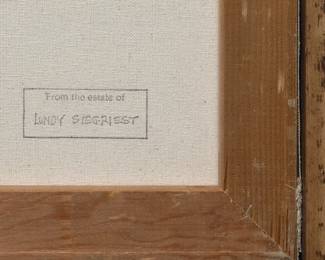 From the estate of
LUNDY SIEGRIEST